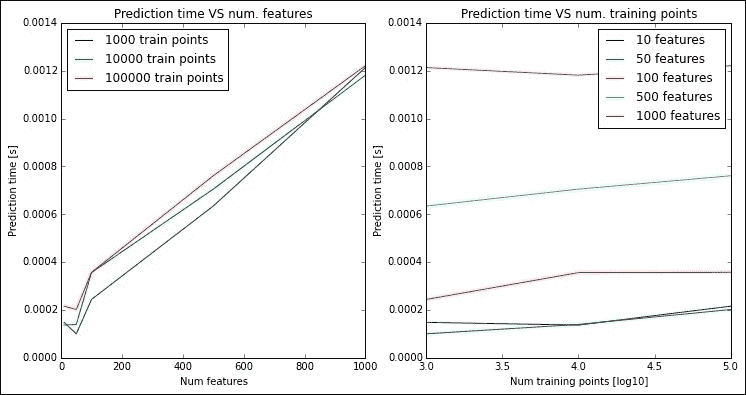 Prediction time VS num. features
0.0014
0.0012
0.0010
0.0008
0.0006
0.0004
0.0002
0.0000
Prediction time [s]
1000 train points
10000 train points
100000 train points
0 200 400 600 800 1000
Num features
Prediction time VS num. training points
0.0014
0.0012
0.0010
0.0008
0.0006
0.0004
0.0002
0.0000
Prediction time [s]
10 features
50 features
100 features
500 features
1000 features
3.0 3.5 4.0 4.5 5.0
Num training points [log10]